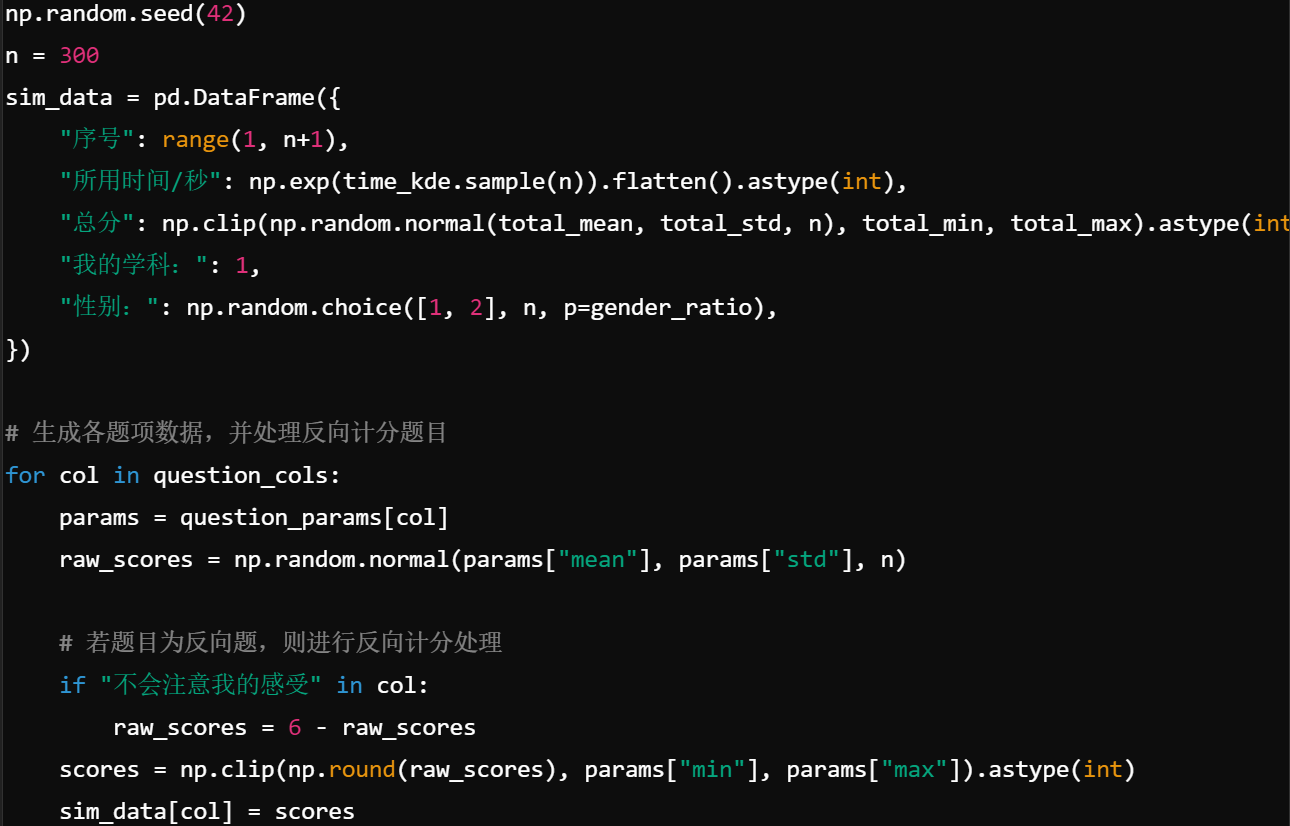 np.random.seed(42)
n = 300
sim_data = pd.DataFrame({
    "序号": range(1, n+1),
    "所用时间/秒": np.exp(time_kde.sample(n)).flatten().astype(int),
    "总分": np.clip(np.random.normal(total_mean, total_std, n), total_min, total_max).astype(int
    "我的学科：": 1,
    "性别：": np.random.choice([1, 2], n, p=gender_ratio),
})
# 生成各题项数据，并处理反向计分题目
for col in question_cols:
    params = question_params[col]
    raw_scores = np.random.normal(params["mean"], params["std"], n)
    # 若题目为反向题，则进行反向计分处理
    if "不会注意我的感受" in col:
        raw_scores = 6 - raw_scores
    scores = np.clip(np.round(raw_scores), params["min"], params["max"]).astype(int)
    sim_data[col] = scores